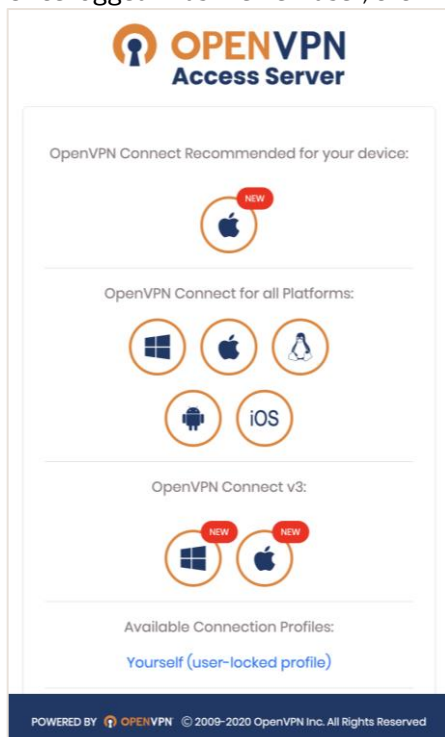 OPENVPN
Access Server
OpenVPN Connect Recommended for your device:
NEW
OpenVPN Connect for all Platforms:
iOS
OpenVPN Connect v3:
NEW NEW
Available Connection Profiles:
Yourself (user-locked profile)
POWERED BY OPENVPN © 2009-2020 OpenVPN Inc. All Rights Reserved